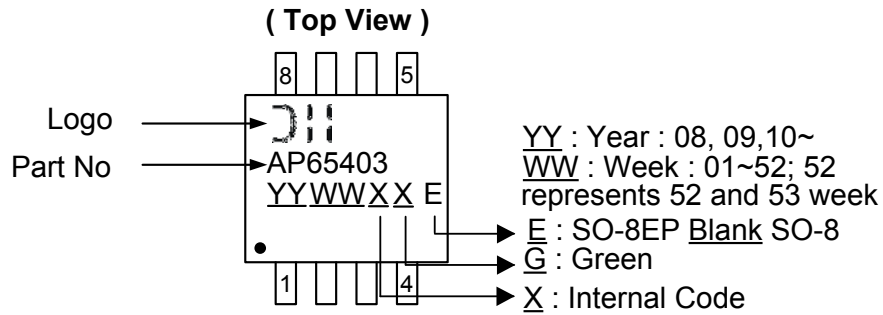 ( Top View )
8 5
Logo
Part No
AP65403
YYWWXX E
1 4
YY : Year : 08, 09,10~
WW : Week : 01~52; 52
represents 52 and 53 week
E : SO-8EP Blank SO-8
G : Green
X : Internal Code